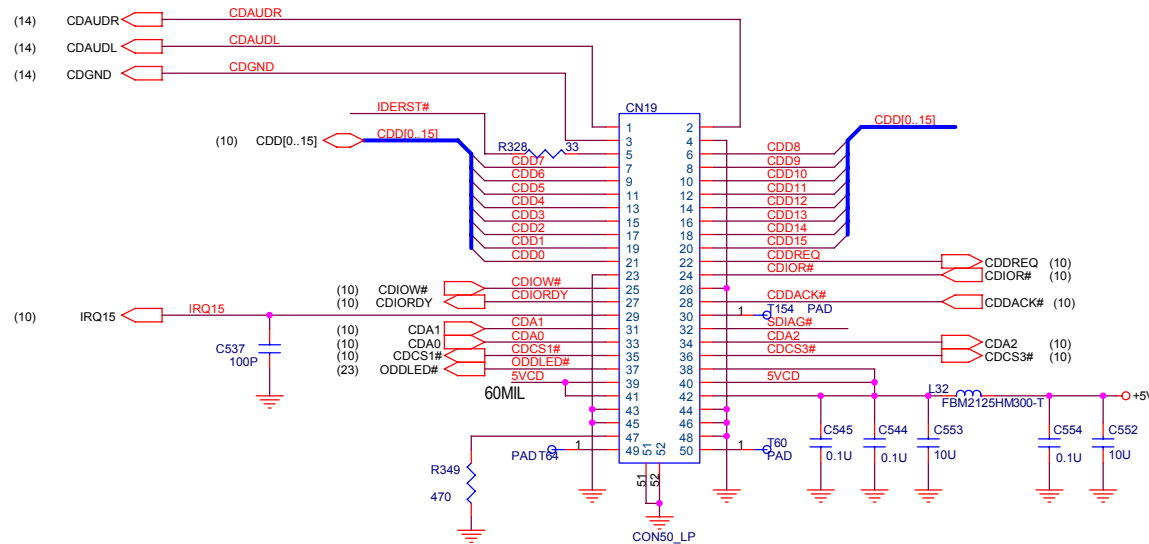 (14) CDAUDR CDAUDR
(14) CDAUDL CDAUDL
(14) CDGND CDGND
CN19
IDERST#
1 2
(10) CDD[0..15] CDD[0..15] CDD[0..15]
3 4
R328 33 5 6 CDD8
CDD7 7 8 CDD9
CDD6 9 10 CDD10
CDD5 11 12 CDD11
CDD4 13 14 CDD12
CDD3 15 16 CDD13
CDD2 17 18 CDD14
CDD1 19 20 CDD15
CDD0 21 22 CDDREQ CDDREQ (10)
23 24 CDIOR# CDIOR# (10)
(10) CDIOW# CDIOW# 25 26
(10) CDIORDY CDIORDY 27 28 CDDACK# CDDACK# (10)
(10) IRQ15 IRQ15 29 30 1 T154 PAD
(10) CDA1 CDA1 31 32 SDIAG#
(10) CDA0 CDA0 33 34 CDA2 CDA2 (10)
(10) CDCS1# CDCS1# 35 36 CDCS3# CDCS3# (10)
C537
100P
(23) ODDLED# ODDLED# 37 38
5VCD 39 40 5VCD
60MIL 41 42 L32 +5V
FBM2125HM300-T
43 44
45 46
47 48
PAD T64 1 49 50 1 T60
PAD
51 52
51 52
R349
470
C545
0.1U
C544
0.1U
C553
10U
C554
0.1U
C552
10U
CON50_LP